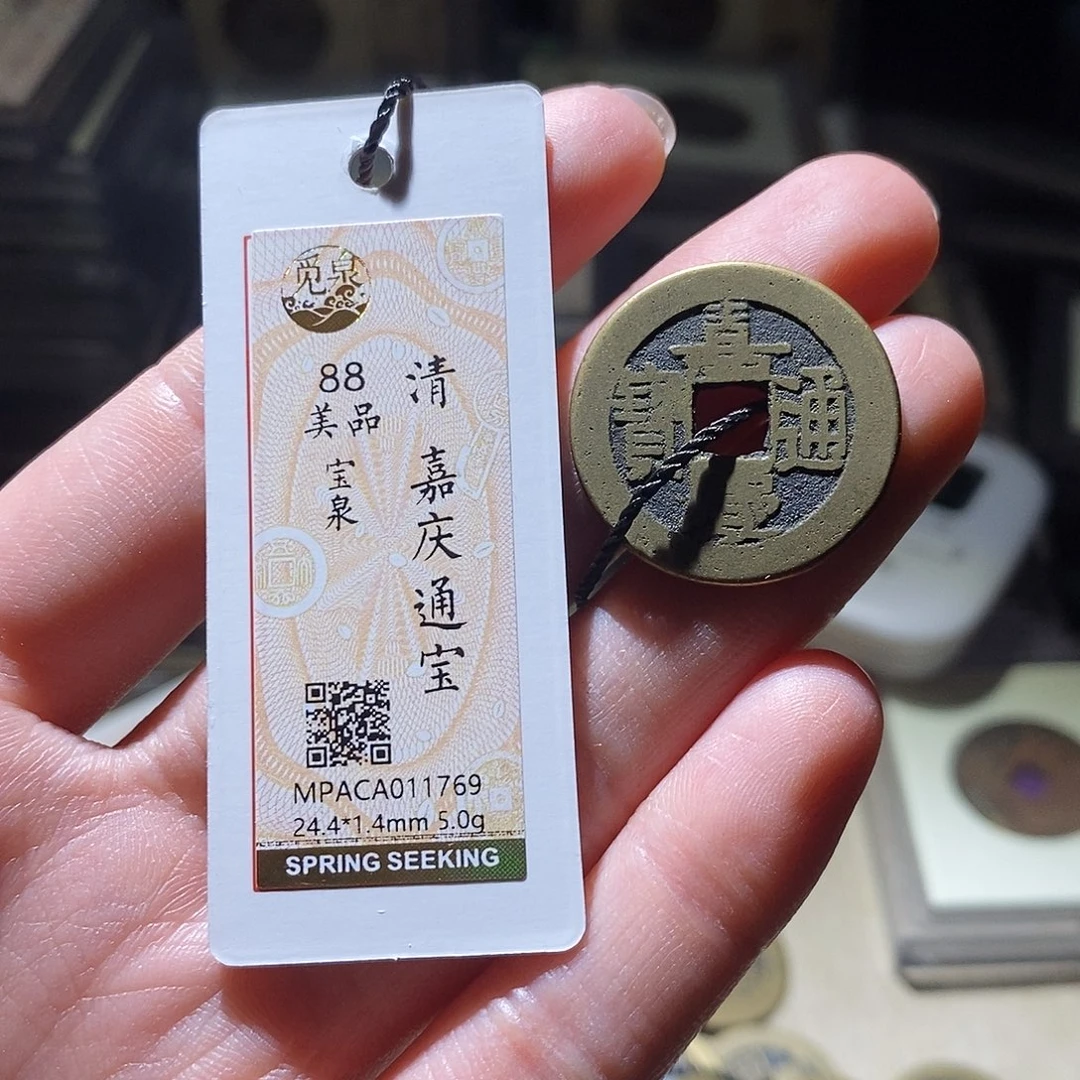 觅泉
88
美品
宝泉
清 嘉庆通宝
MPACA011769
24.4*1.4mm 5.0g
SPRING SEEKING
嘉
通
寶